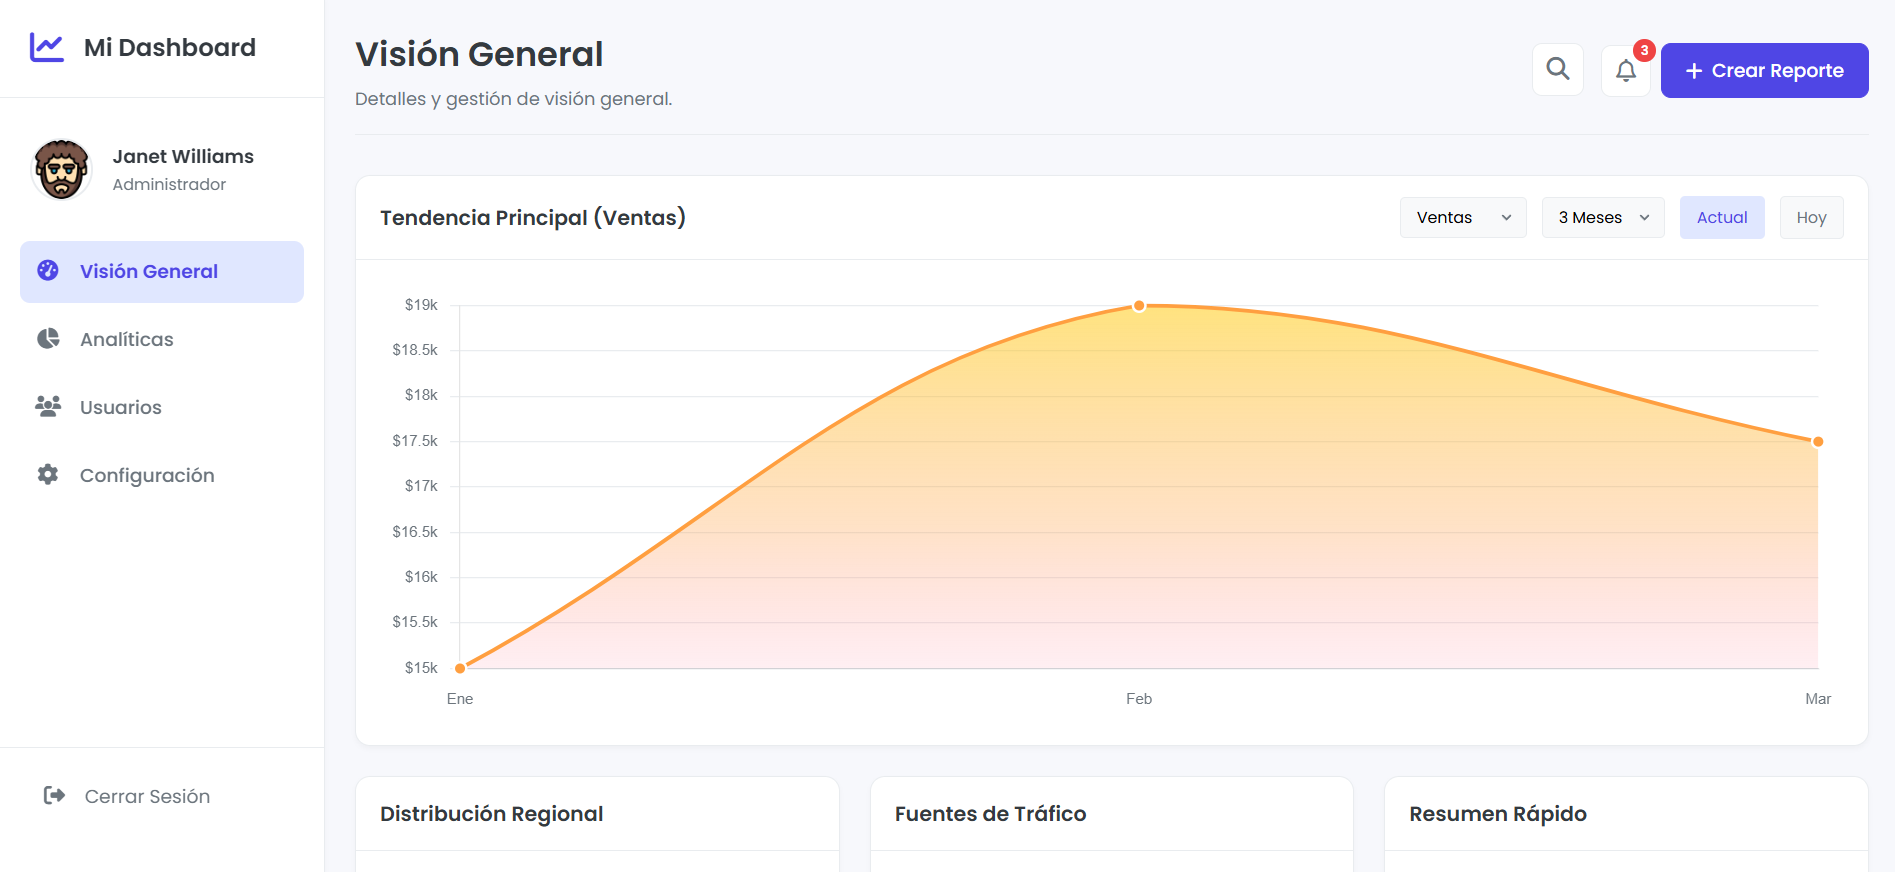 Mi Dashboard
Janet Williams
Administrador
Visión General
Analíticas
Usuarios
Configuración
Cerrar Sesión
Visión General
Detalles y gestión de visión general.
3
Crear Reporte
Tendencia Principal (Ventas)
Ventas
3 Meses
Actual
Hoy
$19k
$18.5k
$18k
$17.5k
$17k
$16.5k
$16k
$15.5k
$15k
Ene
Feb
Mar
Distribución Regional
Fuentes de Tráfico
Resumen Rápido